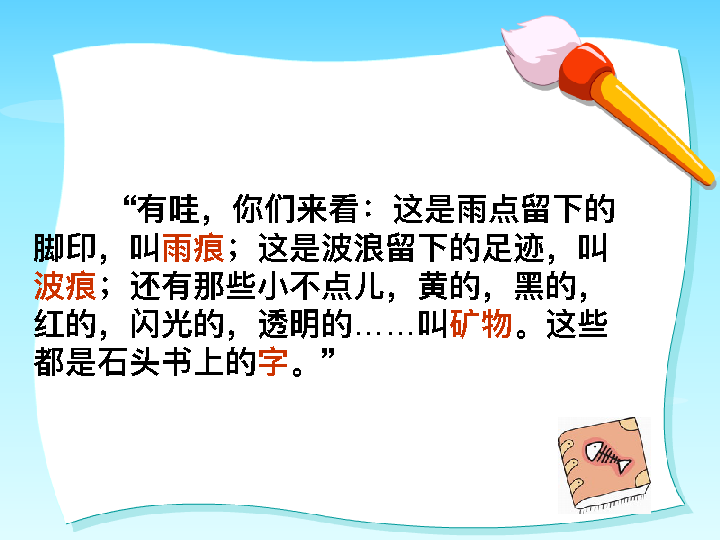 “有哇，你们来看：这是雨点留下的
脚印，叫雨痕；这是波浪留下的足迹，叫
波痕；还有那些小不点儿，黄的，黑的，
红的，闪光的，透明的……叫矿物。这些
都是石头书上的字。”